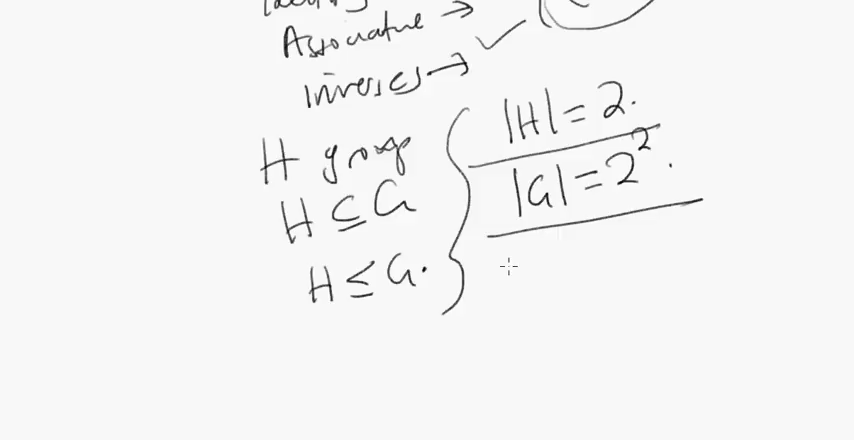 Associative →
Inverses → ✓
H group
H ⊆ G
H ≤ G.
|H| = 2.
|G| = 2².